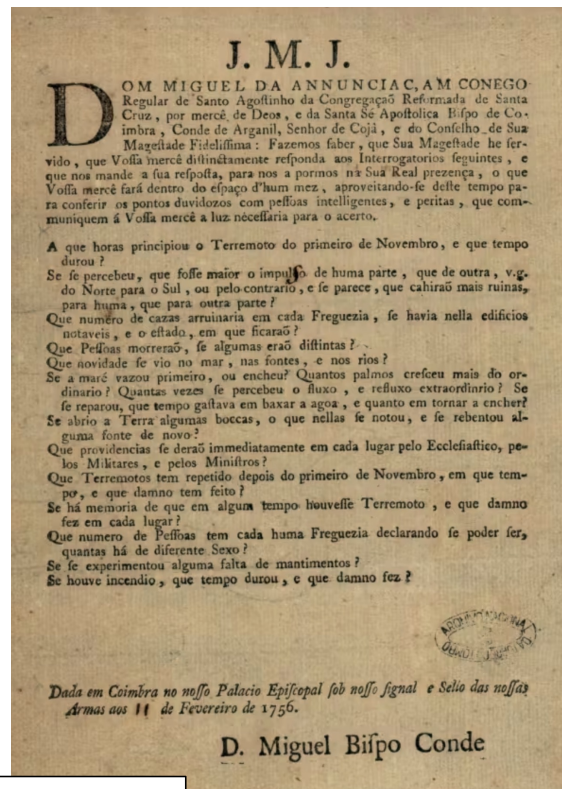 J. M. J.
DOM MIGUEL DA ANNUNCIAC,AM CONEGO
Regular de Santo Agoſtinho da Congregaçaõ Reformada de Santa
Cruz, por mercê de Deos, e da Santa Sé Apoſtolica Biſpo de Co-
imbra, Conde de Arganil, Senhor de Cojá, e do Conſelho de Sua
Mageſtade Fideliſſima: Fazemos ſaber, que Sua Mageſtade he ſer-
vido, que Voſſa mercê diſtinctamente reſponda aos Interrogatorios ſeguintes, e
que nos mande a ſua reſpoſta, para nos a pormos na Sua Real prezença, o que
Voſſa mercê fará dentro do eſpaço d'hum mez, aproveitando-ſe deſte tempo pa-
ra conferir os pontos duvidozos com peſſoas intelligentes, e peritas, que com-
muniquem á Voſſa mercê a luz neceſſaria para o acerto.
A que horas principiou o Terremoto do primeiro de Novembro, e que tempo
durou?
Se ſe percebeu, que foſſe maior o impulſo de huma parte, que de outra, v.g.
do Norte para o Sul, ou pelo contrario, e ſe parece, que cahiraõ mais ruinas,
para huma, que para outra parte?
Que numero de cazas arruinaria em cada Freguezia, ſe havia nella edificios
notaveis, e o eſtado, em que ficaraõ?
Que Peſſoas morreraõ, ſe algumas eraõ diſtintas?
Que novidade ſe vio no mar, nas fontes, e nos rios?
Se a maré vazou primeiro, ou encheu? Quantos palmos creſceu mais do or-
dinario? Quantas vezes ſe percebeu o fluxo, e refluxo extraordinrio? Se
ſe reparou, que tempo gaſtava em baxar a agoa, e quanto em tornar a encher?
Se abrio a Terra algumas boccas, o que nellas ſe notou, e ſe rebentou al-
guma fonte de novo?
Que providencias ſe deraõ immediatamente em cada lugar pelo Eccleſiaſtico, pe-
los Militares, e pelos Miniſtros?
Que Terremotos tem repetido depois do primeiro de Novembro, em que tem-
po, e que damno tem feito?
Se há memoria de que em algum tempo houveſſe Terremoto, e que damno
fez em cada lugar?
Que numero de Peſſoas tem cada huma Freguezia declarando ſe poder ſer,
quantas há de diferente Sexo?
Se ſe experimentou alguma falta de mantimentos?
Se houve incendio, que tempo durou, e que damno fez?
ARQUIVO NACIONAL DA
Dada em Coimbra no noſſo Palacio Epiſcopal ſob noſſo ſignal e Sello das noſſas
Armas aos 11 de Fevereiro de 1756.
D. Miguel Biſpo Conde